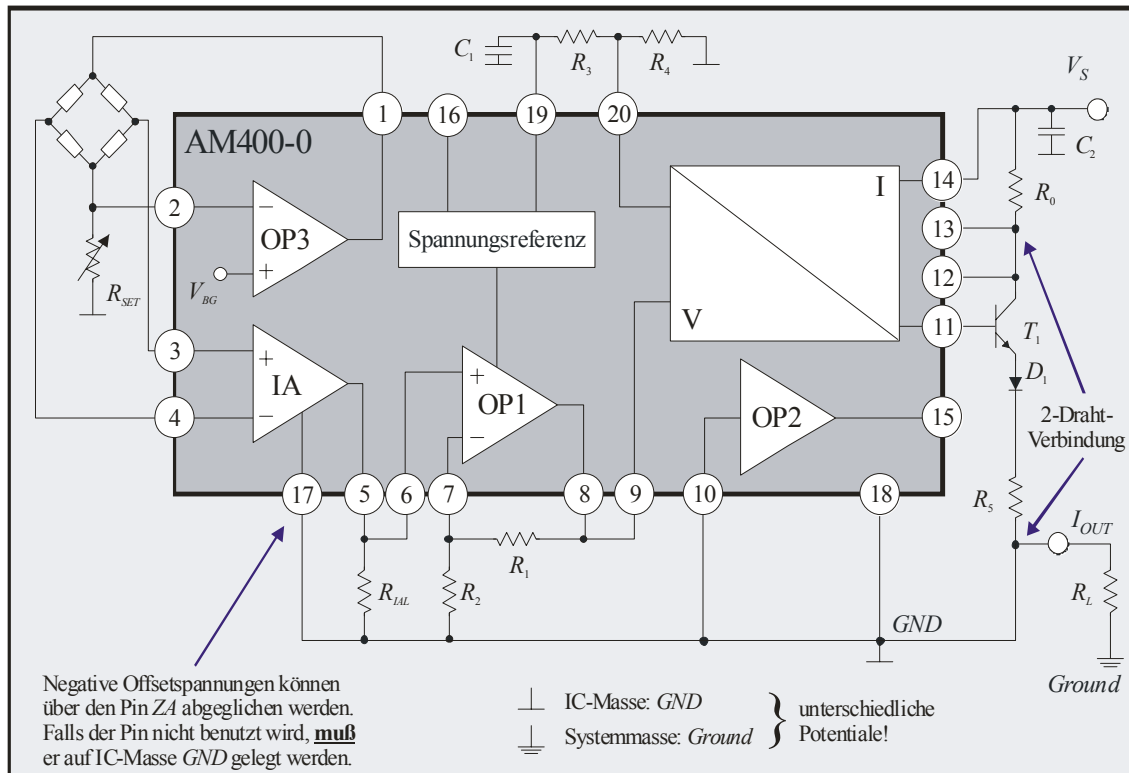 C1
R3
R4
VS
1
16
19
20
AM400-0
C2
I
14
R0
2
OP3
Spannungsreferenz
13
RSET
VBG
12
V
11
T1
3
IA
D1
OP1
OP2
15
2-Draht-
Verbindung
4
17
5
6
7
8
9
10
18
R5
IOUT
R1
RIAL
R2
RL
GND
Ground
Negative Offsetspannungen können
über den Pin ZA abgeglichen werden.
Falls der Pin nicht benutzt wird, muß
er auf IC-Masse GND gelegt werden.
IC-Masse: GND
Systemmasse: Ground
unterschiedliche
Potentiale!